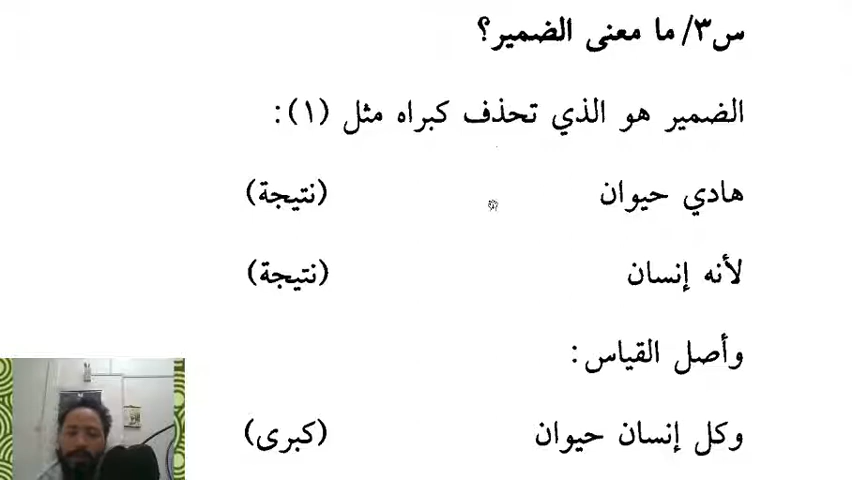 س٣/ ما معنى الضمير؟
الضمير هو الذي تحذف كبراه مثل (١):
هادي حيوان (نتيجة)
لأنه إنسان (نتيجة)
وأصل القياس:
وكل إنسان حيوان (كبرى)